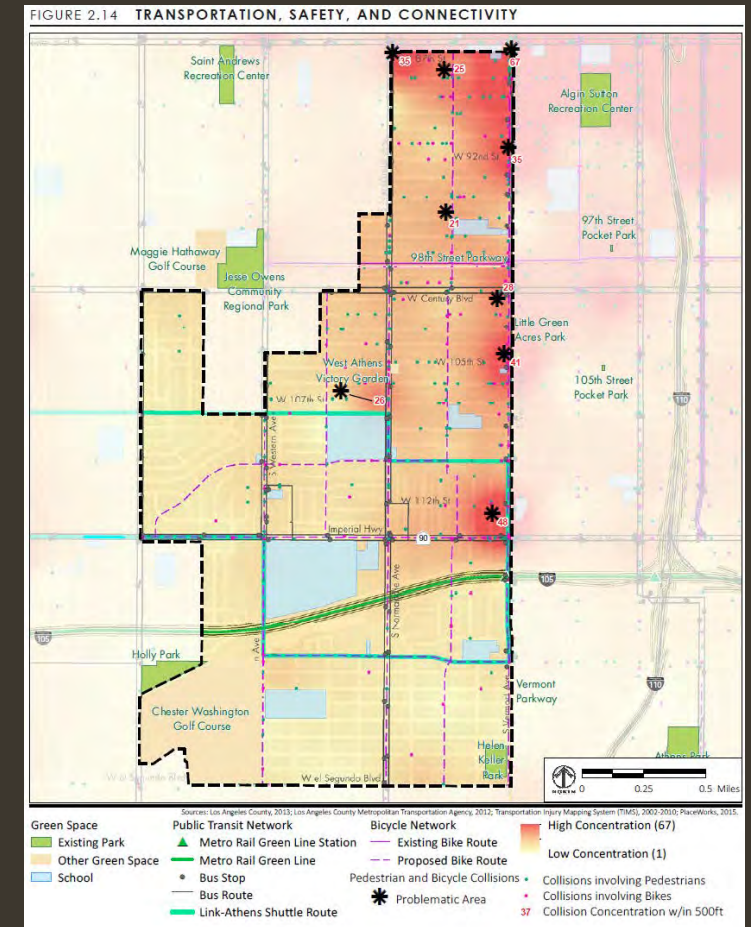 FIGURE 2.14 TRANSPORTATION, SAFETY, AND CONNECTIVITY
Saint Andrews
Recreation Center
35
25
67
Algin Sutton
Recreation Center
W 92nd St
35
21
97th Street
Pocket Park
98th Street Parkway
Maggie Hathaway
Golf Course
Jesse Owens
Community
Regional Park
28
W Century Blvd
Little Green
Acres Park
West Athens
Victory Garden
W 105th St
41
105th Street
Pocket Park
W 107th St
26
110
S Western Ave
W 112th St
48
Imperial Hwy
90
105
S Normandie Ave
105
n Ave
Holly Park
110
Vermont
Parkway
S Vermont Ave
Chester Washington
Golf Course
Helen
Keller
Park
Athens Park
W el Segundo Blvd
W el Segundo Blvd
NORTH
0 0.25 0.5 Miles
Sources: Los Angeles County, 2013; Los Angeles County Metropolitan Transportation Agency, 2012; Transportation Injury Mapping System (TIMS), 2002-2010; PlaceWorks, 2015.
Green Space
Existing Park
Other Green Space
School
Public Transit Network
Metro Rail Green Line Station
Metro Rail Green Line
Bus Stop
Bus Route
Link-Athens Shuttle Route
Bicycle Network
Existing Bike Route
Proposed Bike Route
Pedestrian and Bicycle Collisions
Problematic Area
High Concentration (67)
Low Concentration (1)
Collisions involving Pedestrians
Collisions involving Bikes
37 Collision Concentration w/in 500ft